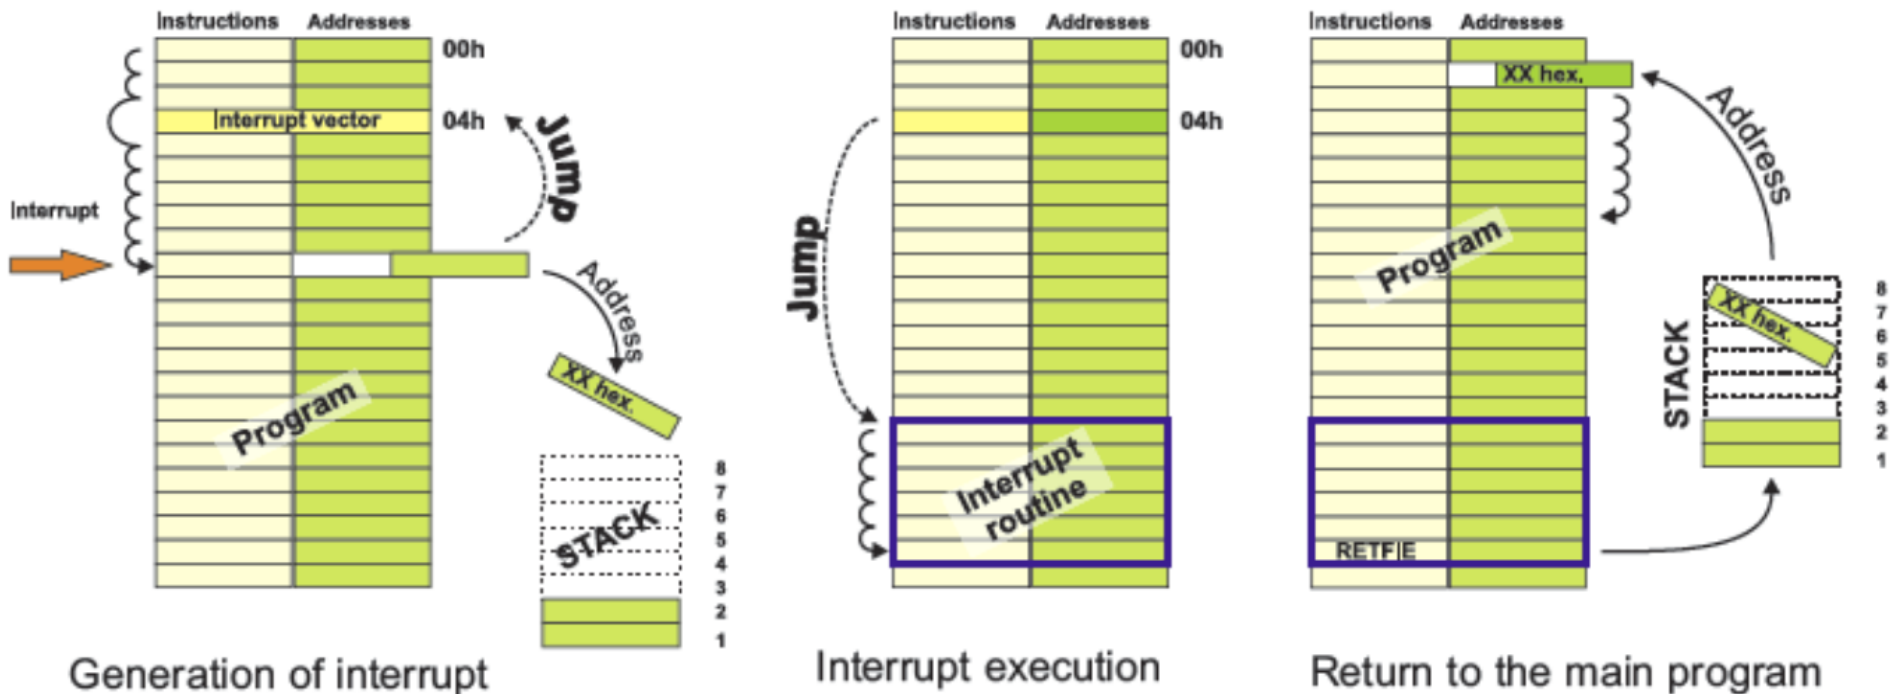 Instructions Addresses
00h
Interrupt vector 04h
Jump
Interrupt
Address
XX hex.
Program
STACK
8
7
6
5
4
3
2
1
Generation of interrupt
Instructions Addresses
00h
04h
Jump
Interrupt
routine
Interrupt execution
Instructions Addresses
XX hex.
Address
Program
STACK
XX hex.
8
7
6
5
4
3
2
1
RETFIE
Return to the main program